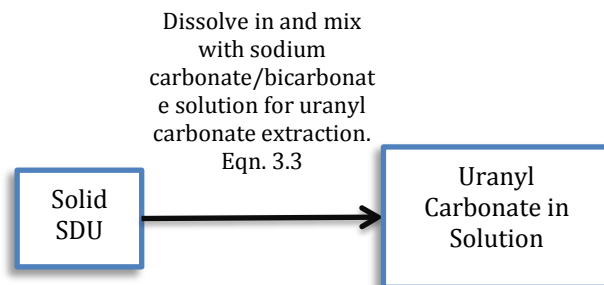 Dissolve in and mix
with sodium
carbonate/bicarbonat
e solution for uranyl
carbonate extraction.
Eqn. 3.3
Solid
SDU
Uranyl
Carbonate in
Solution